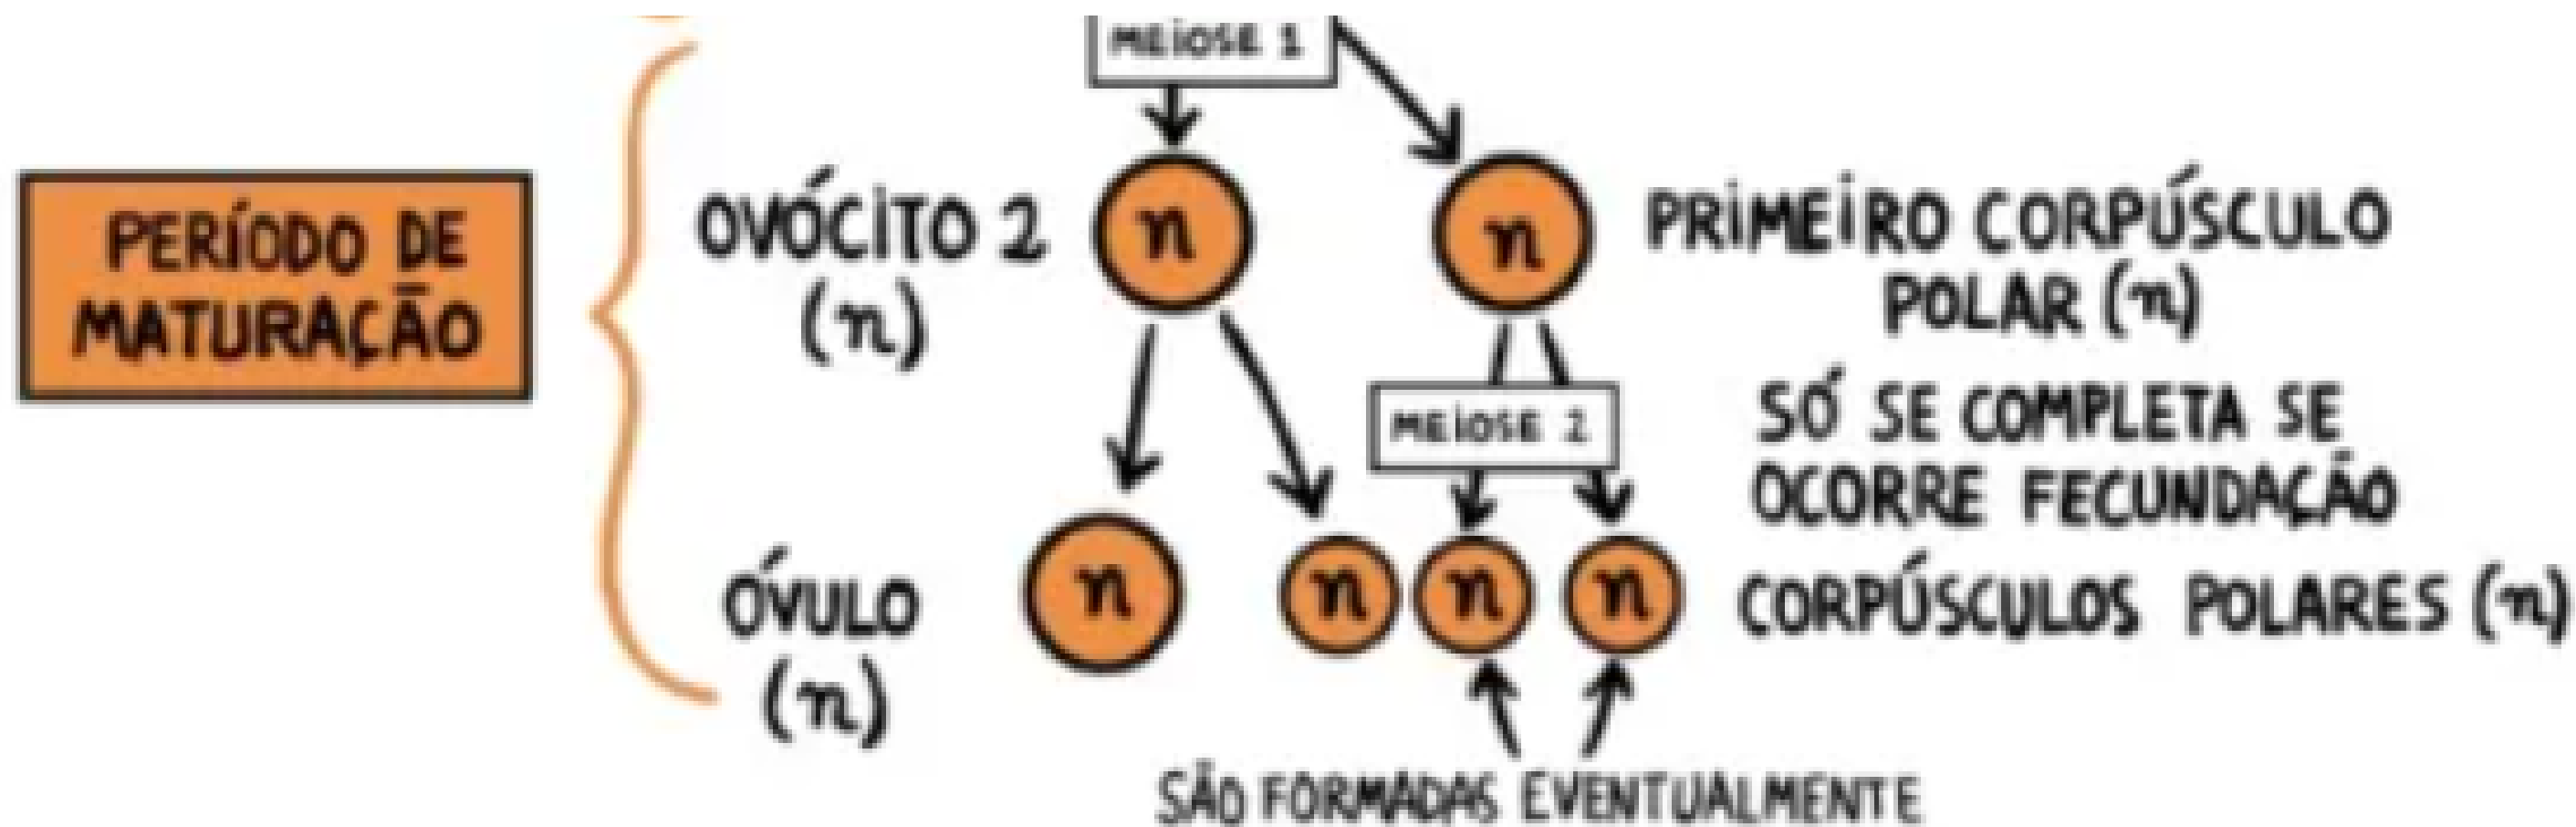 MEIOSE 1
PERÍODO DE
MATURAÇÃO
OVÓCITO 2
(n)
n
n
PRIMEIRO CORPÚSCULO
POLAR (n)
MEIOSE 2
SÓ SE COMPLETA SE
OCORRE FECUNDAÇÃO
ÓVULO
(n)
n
n
n
n
CORPÚSCULOS POLARES (n)
SÃO FORMADAS EVENTUALMENTE